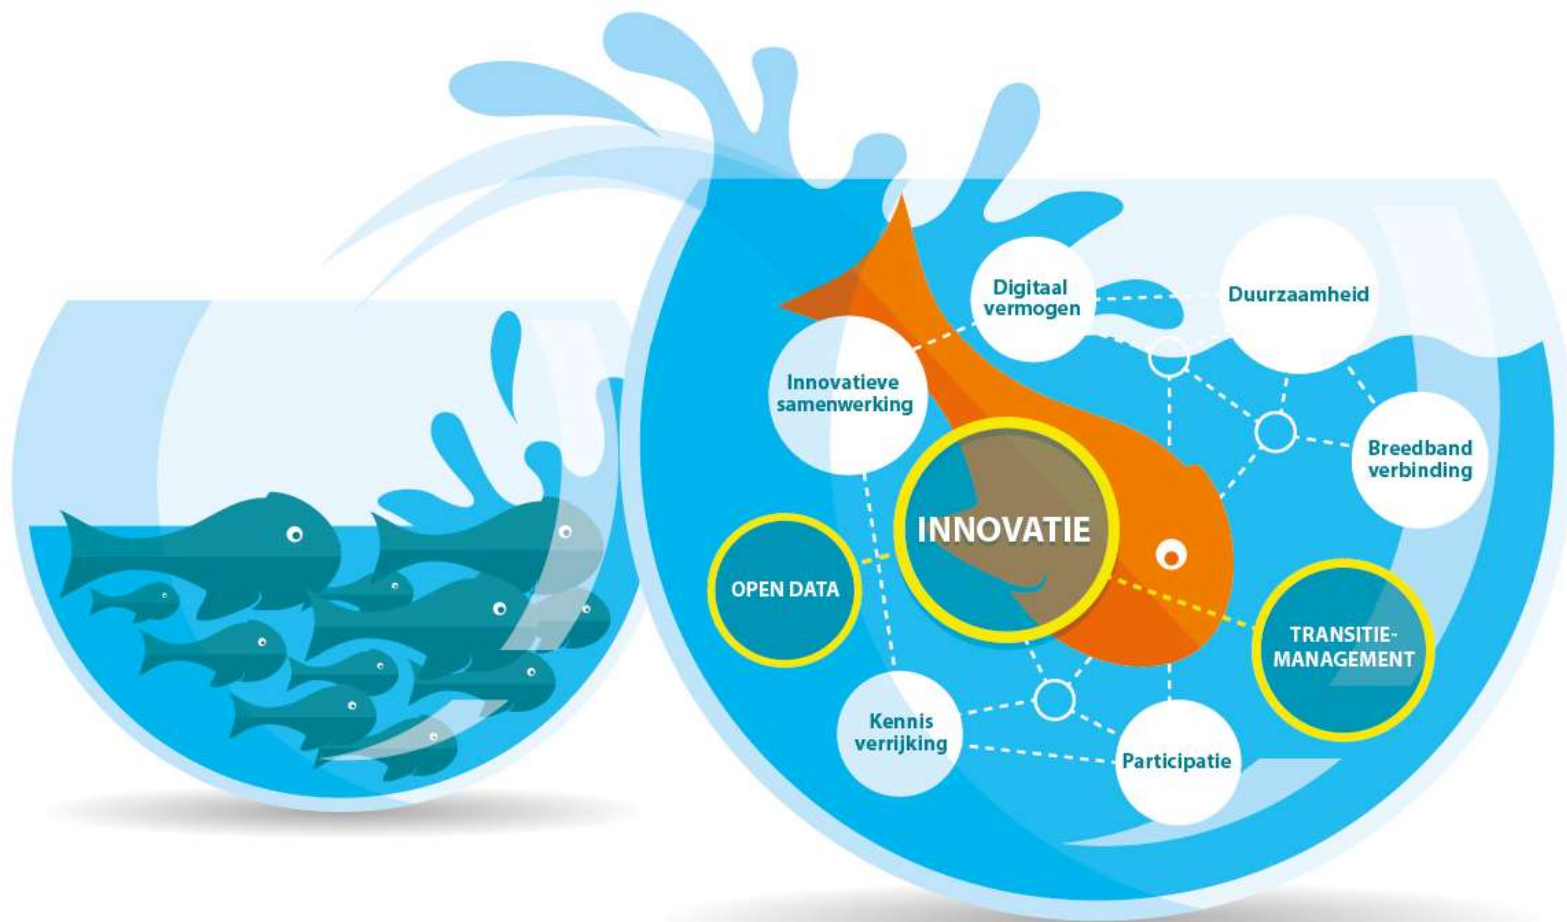 Digitaal
vermogen
Duurzaamheid
Innovatieve
samenwerking
Breedband
verbinding
INNOVATIE
OPEN DATA
TRANSITIE-
MANAGEMENT
Kennis
verrijking
Participatie